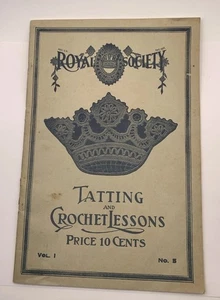 ROYAL SOCIETY
TATTING
AND
CROCHET LESSONS
PRICE 10 CENTS
VOL. I No. 5